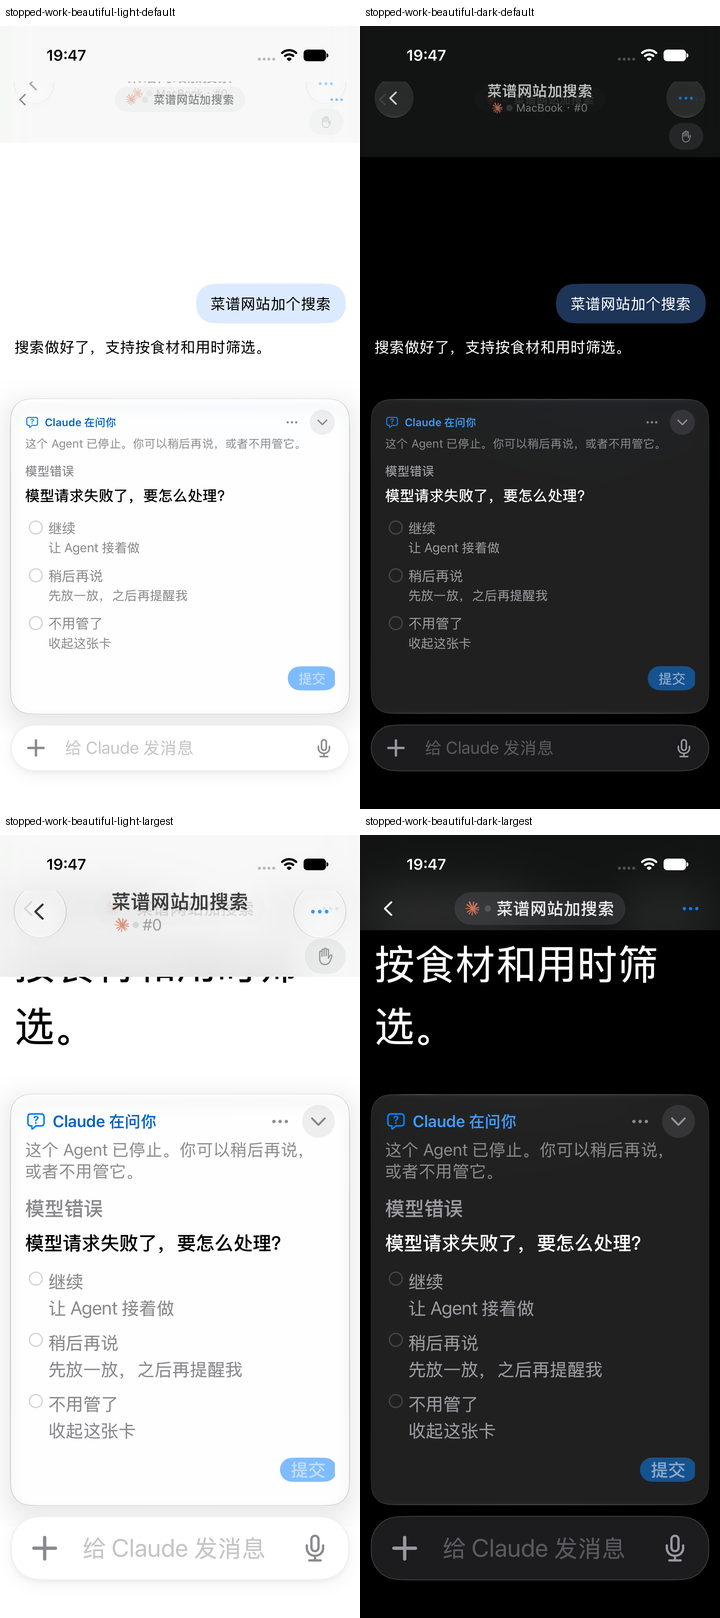 stopped-work-beautiful-light-default
19:47
菜谱网站加搜索
菜谱网站加个搜索
搜索做好了，支持按食材和用时筛选。
Claude 在问你
这个 Agent 已停止。你可以稍后再说，或者不用管它。
模型错误
模型请求失败了，要怎么处理?
继续
让 Agent 接着做
稍后再说
先放一放，之后再提醒我
不用管了
收起这张卡
提交
给 Claude 发消息
stopped-work-beautiful-dark-default
19:47
菜谱网站加搜索
MacBook · #0
菜谱网站加个搜索
搜索做好了，支持按食材和用时筛选。
Claude 在问你
这个 Agent 已停止。你可以稍后再说，或者不用管它。
模型错误
模型请求失败了，要怎么处理?
继续
让 Agent 接着做
稍后再说
先放一放，之后再提醒我
不用管了
收起这张卡
提交
给 Claude 发消息
stopped-work-beautiful-light-largest
19:47
菜谱网站加搜索
#0
按食材和用时筛
选。
Claude 在问你
这个 Agent 已停止。你可以稍后再说，
或者不用管它。
模型错误
模型请求失败了，要怎么处理?
继续
让 Agent 接着做
稍后再说
先放一放，之后再提醒我
不用管了
收起这张卡
提交
给 Claude 发消息
stopped-work-beautiful-dark-largest
19:47
菜谱网站加搜索
按食材和用时筛
选。
Claude 在问你
这个 Agent 已停止。你可以稍后再说，
或者不用管它。
模型错误
模型请求失败了，要怎么处理?
继续
让 Agent 接着做
稍后再说
先放一放，之后再提醒我
不用管了
收起这张卡
提交
给 Claude 发消息